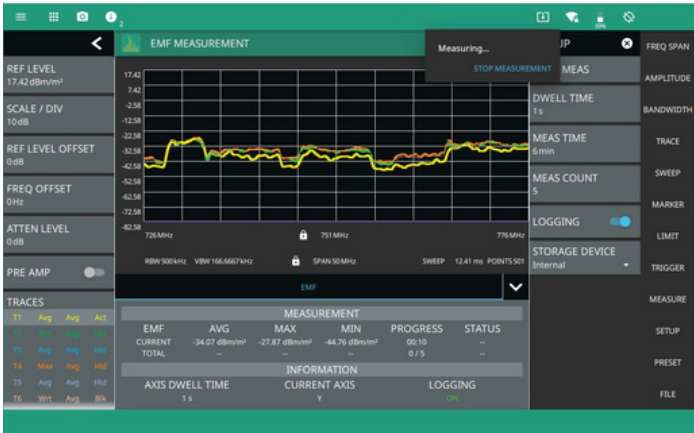 2
70%
EMF MEASUREMENT
Measuring...
STOP MEASUREMENT
UP
MEAS
REF LEVEL
17.42 dBm/m²
SCALE / DIV
10 dB
REF LEVEL OFFSET
0 dB
FREQ OFFSET
0 Hz
ATTEN LEVEL
0 dB
PRE AMP
TRACES
T1 Avg Avg Act
T3 Avg Avg Hld
T4 Max Avg Hld
T5 Avg Avg Hld
T6 Wrt Avg Blk
17.42
7.42
-2.58
-12.58
-22.58
-32.58
-42.58
-52.58
-62.58
-72.58
-82.58
726 MHz 751 MHz 776 MHz
RBW 500 kHz VBW 166.6667 kHz SPAN 50 MHz SWEEP 12.41 ms POINTS 501
EMF
MEASUREMENT
EMF AVG MAX MIN PROGRESS STATUS
CURRENT -34.07 dBm/m² -27.87 dBm/m² -44.76 dBm/m² 00:10 --
TOTAL -- -- -- 0 / 5 --
INFORMATION
AXIS DWELL TIME CURRENT AXIS LOGGING
1 s Y ON
DWELL TIME
1 s
MEAS TIME
6 min
MEAS COUNT
5
LOGGING
STORAGE DEVICE
Internal
FREQ SPAN
AMPLITUDE
BANDWIDTH
TRACE
SWEEP
MARKER
LIMIT
TRIGGER
MEASURE
SETUP
PRESET
FILE